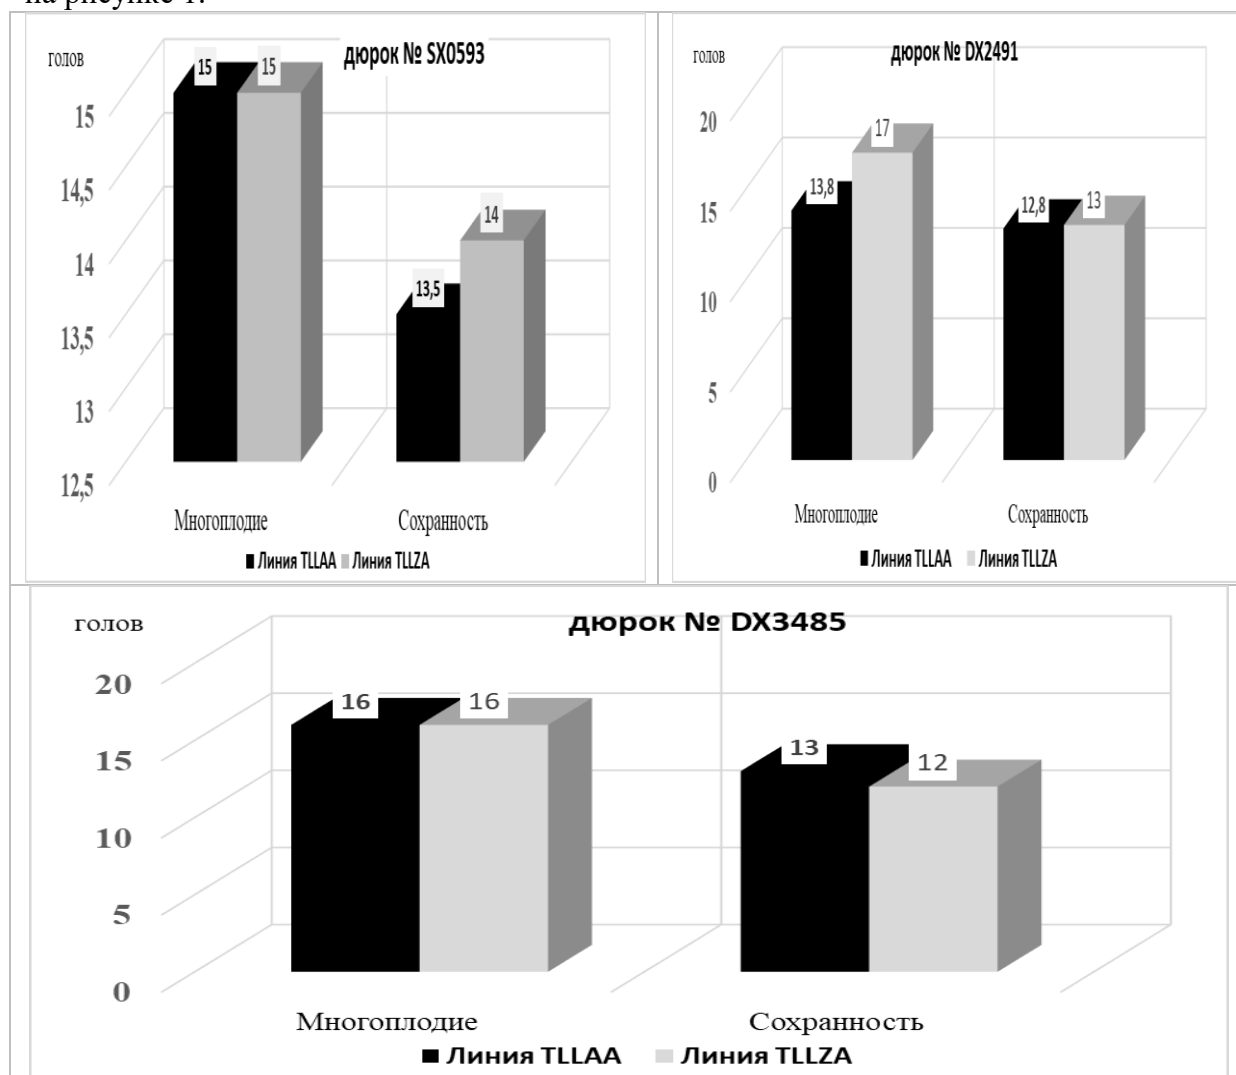 на рисунке 1.
голов
дюрок № SX0593
15
15
15
14,5
14
14
13,5
13,5
13
12,5
Многоплодие
Сохранность
Линия TLLAA
Линия TLLZA
голов
дюрок № DX2491
20
17
13,8
15
12,8
13
10
5
0
Многоплодие
Сохранность
Линия TLLAA
Линия TLLZA
голов
дюрок № DX3485
20
16
16
15
13
12
10
5
0
Многоплодие
Сохранность
Линия TLLAA
Линия TLLZA